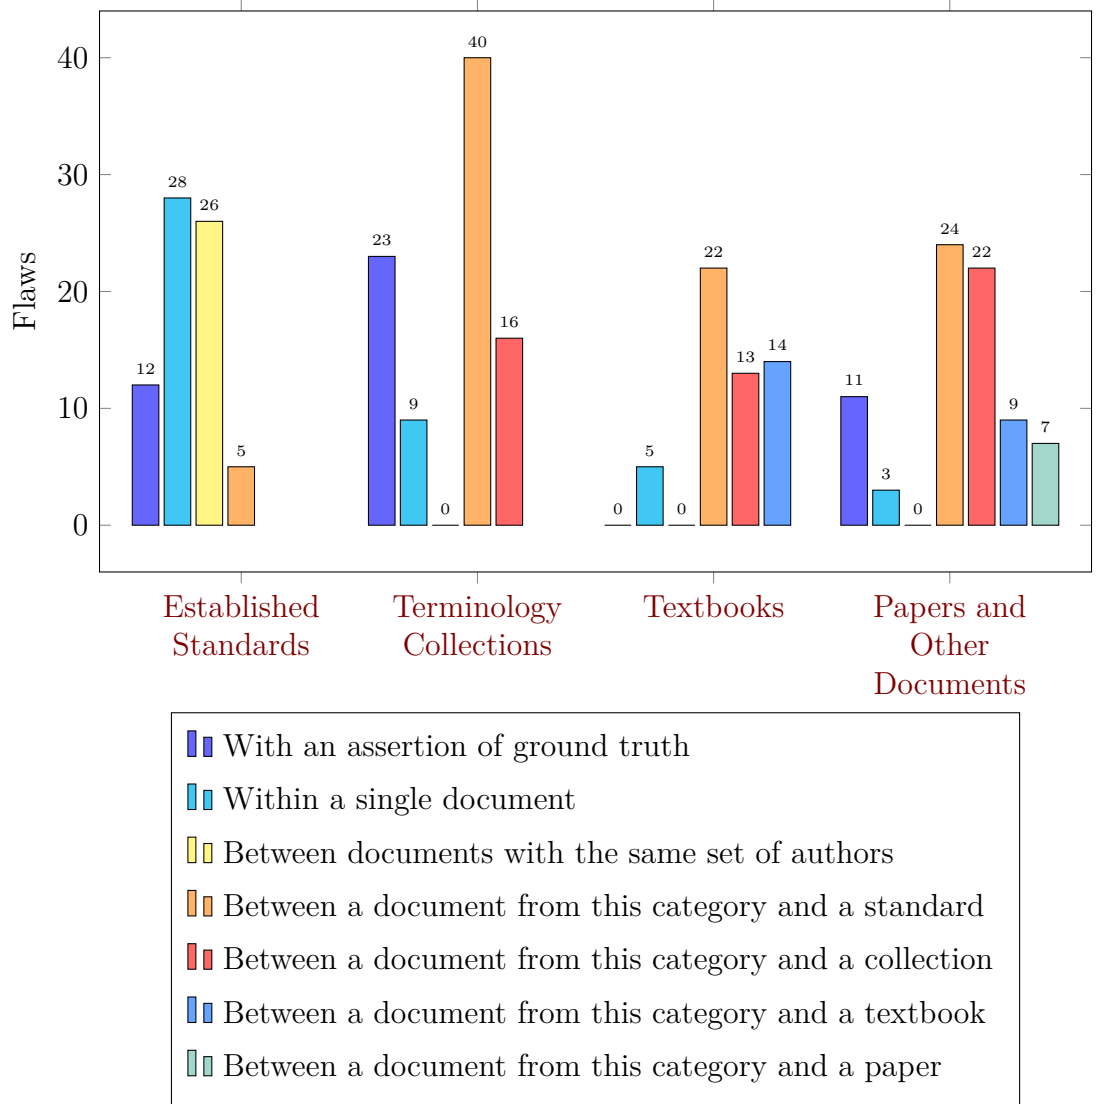 40
30
20
10
0
Flaws
12
28
26
5
23
9
0
40
16
0
5
0
22
13
14
11
3
0
24
22
9
7
Established
Standards
Terminology
Collections
Textbooks
Papers and
Other
Documents
With an assertion of ground truth
Within a single document
Between documents with the same set of authors
Between a document from this category and a standard
Between a document from this category and a collection
Between a document from this category and a textbook
Between a document from this category and a paper